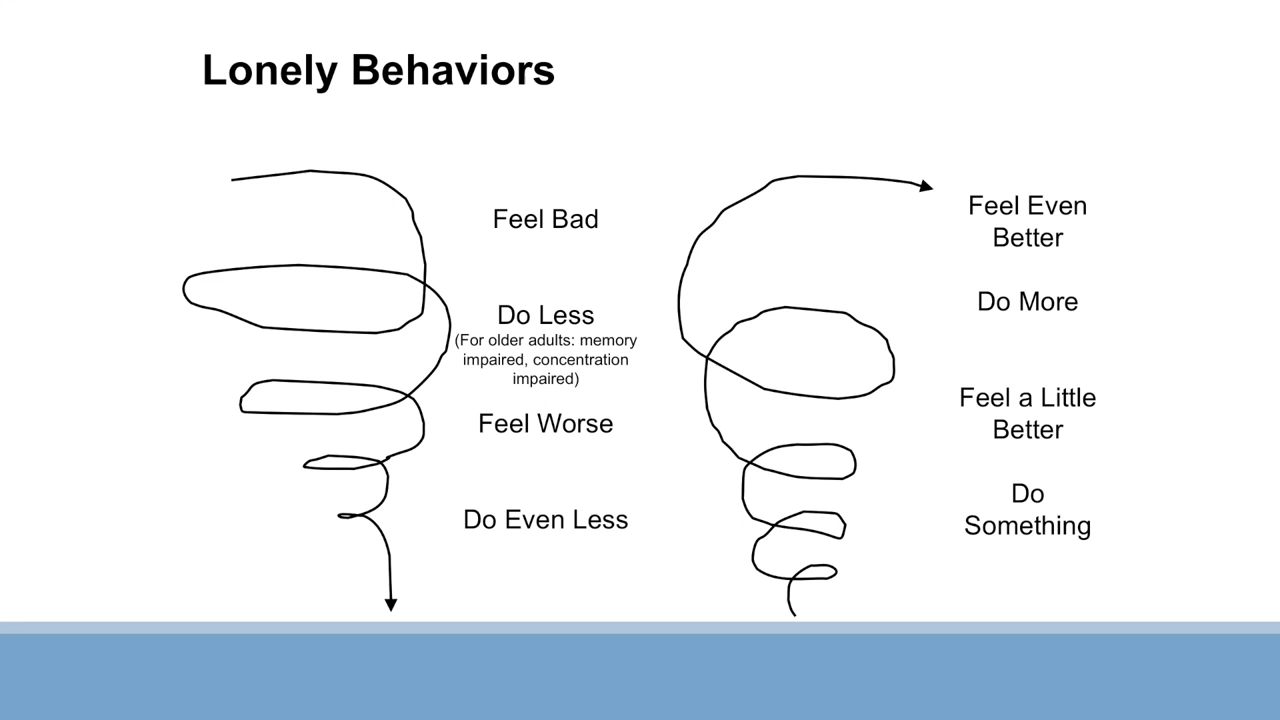 Lonely Behaviors
Feel Bad
Do Less
(For older adults: memory
impaired, concentration
impaired)
Feel Worse
Do Even Less
Feel Even
Better
Do More
Feel a Little
Better
Do
Something